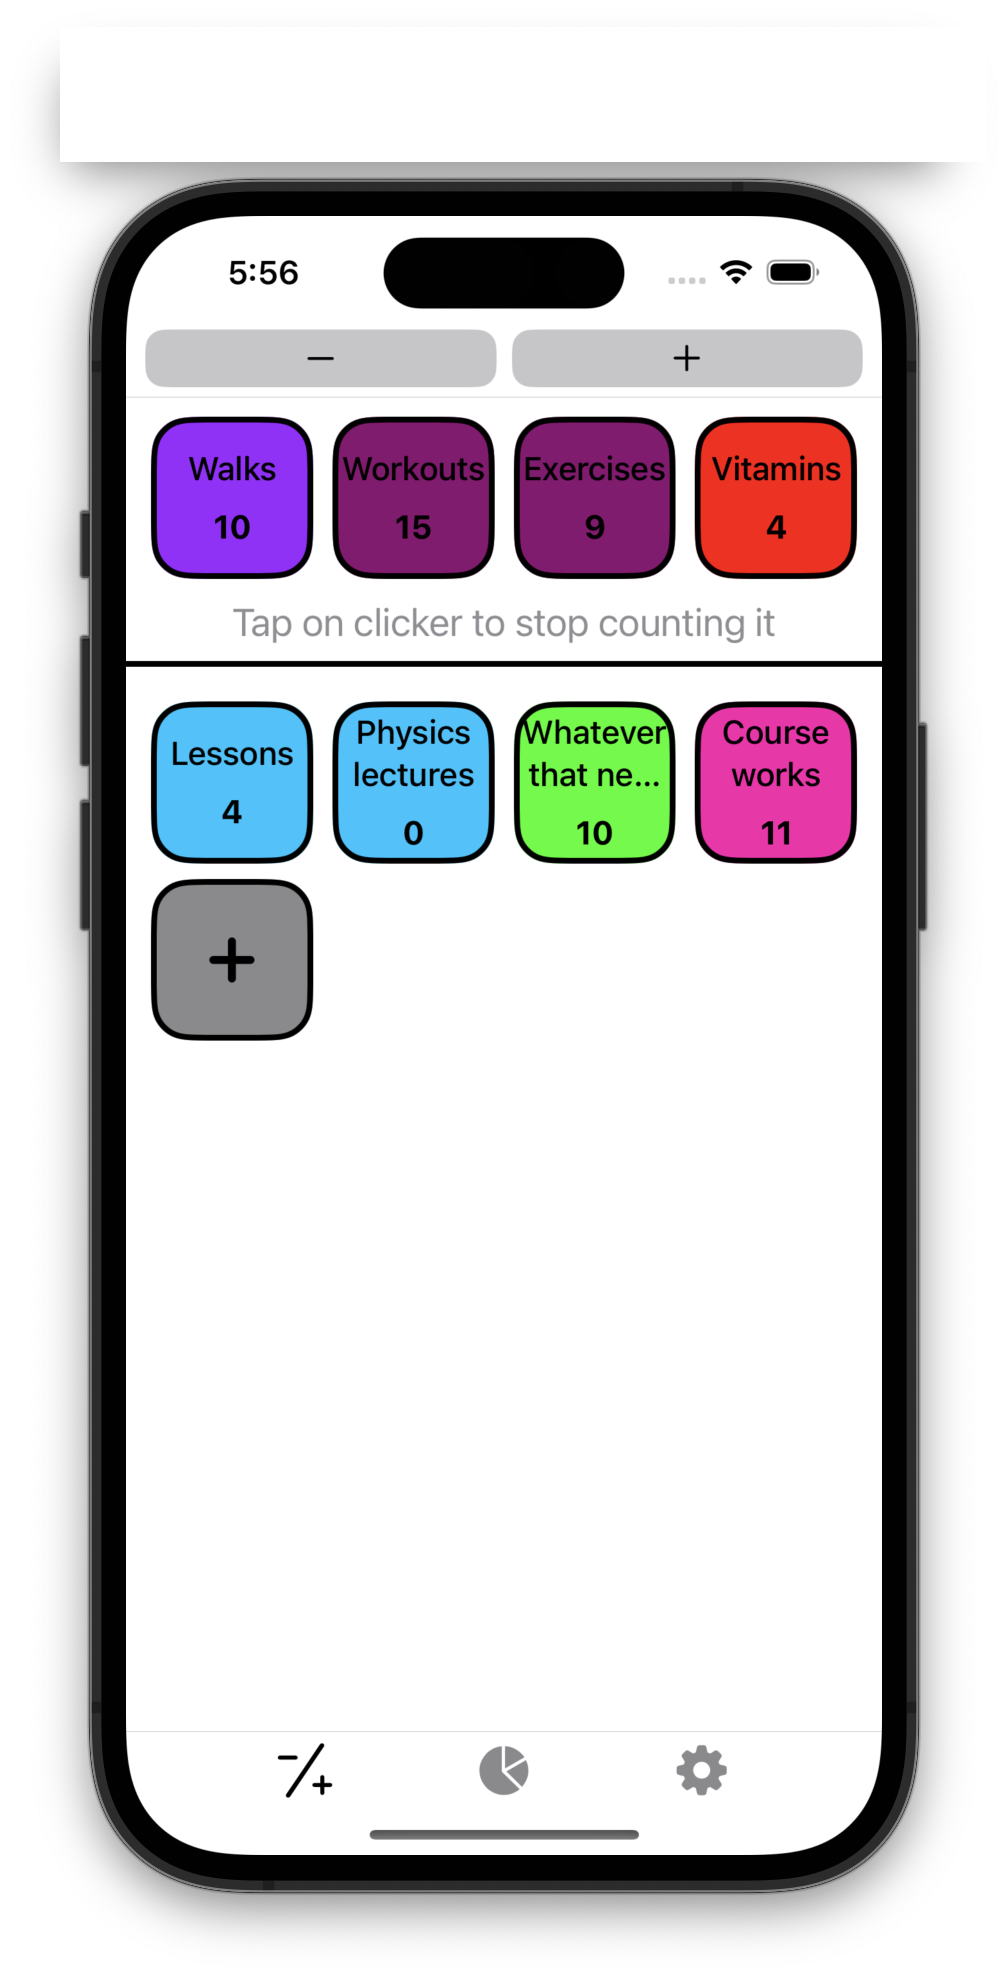 5:56
− +
Walks Workouts Exercises Vitamins
10 15 9 4
Tap on clicker to stop counting it
Lessons
4
Physics
lectures
0
Whatever
that ne...
10
Course
works
11
+